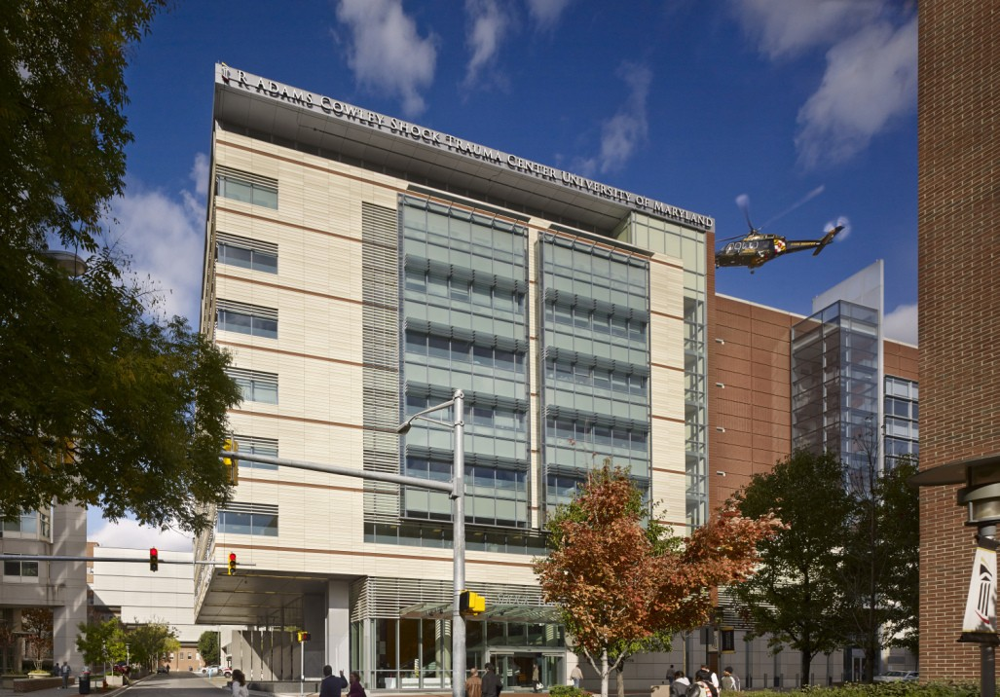 R ADAMS COWLEY SHOCK TRAUMA CENTER UNIVERSITY OF MARYLAND